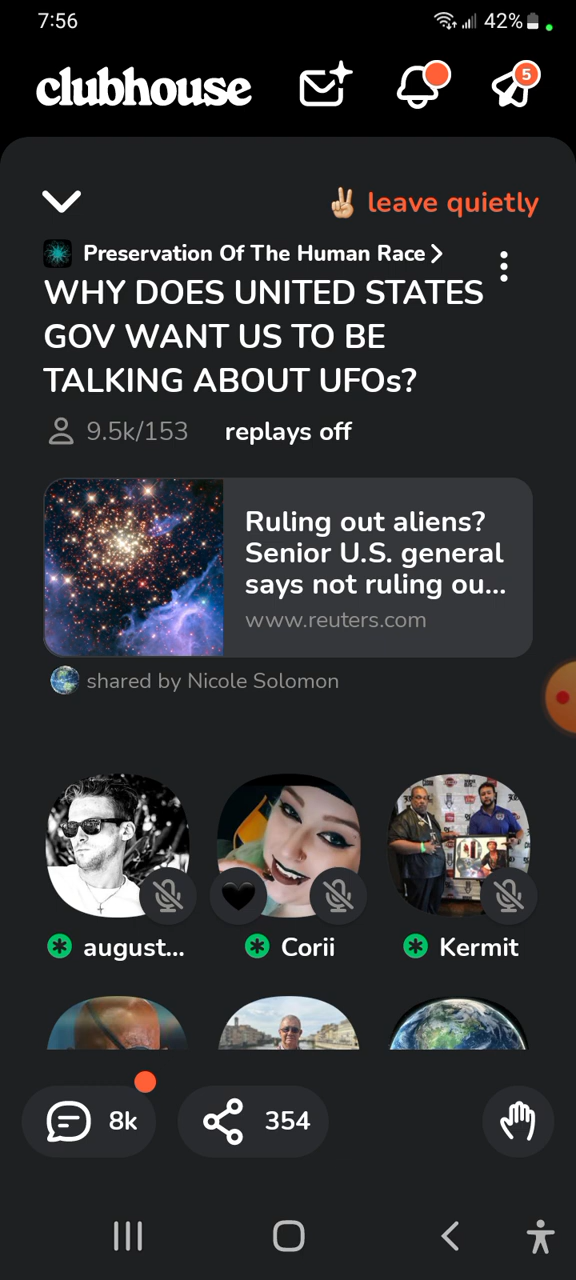 7:56
42%
clubhouse
5
leave quietly
Preservation Of The Human Race
WHY DOES UNITED STATES
GOV WANT US TO BE
TALKING ABOUT UFOs?
9.5k/153 replays off
Ruling out aliens?
Senior U.S. general
says not ruling ou...
www.reuters.com
shared by Nicole Solomon
august... Corii Kermit
8k 354